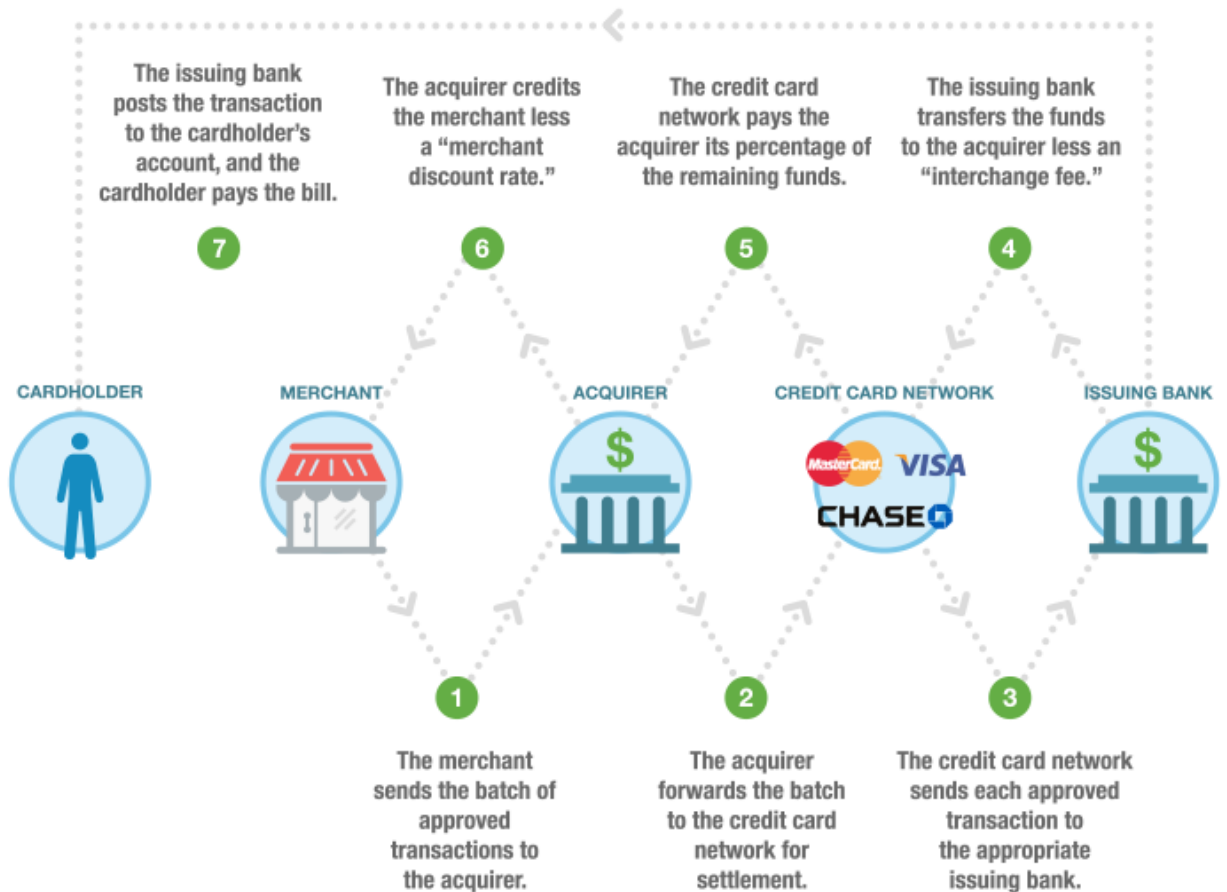 The issuing bank
posts the transaction
to the cardholder’s
account, and the
cardholder pays the bill.
7
The acquirer credits
the merchant less
a “merchant
discount rate.”
6
The credit card
network pays the
acquirer its percentage of
the remaining funds.
5
The issuing bank
transfers the funds
to the acquirer less an
“interchange fee.”
4
CARDHOLDER
MERCHANT
ACQUIRER
$
CREDIT CARD NETWORK
MasterCard.
VISA
CHASE
ISSUING BANK
$
1
The merchant
sends the batch of
approved
transactions to
the acquirer.
2
The acquirer
forwards the batch
to the credit card
network for
settlement.
3
The credit card network
sends each approved
transaction to
the appropriate
issuing bank.